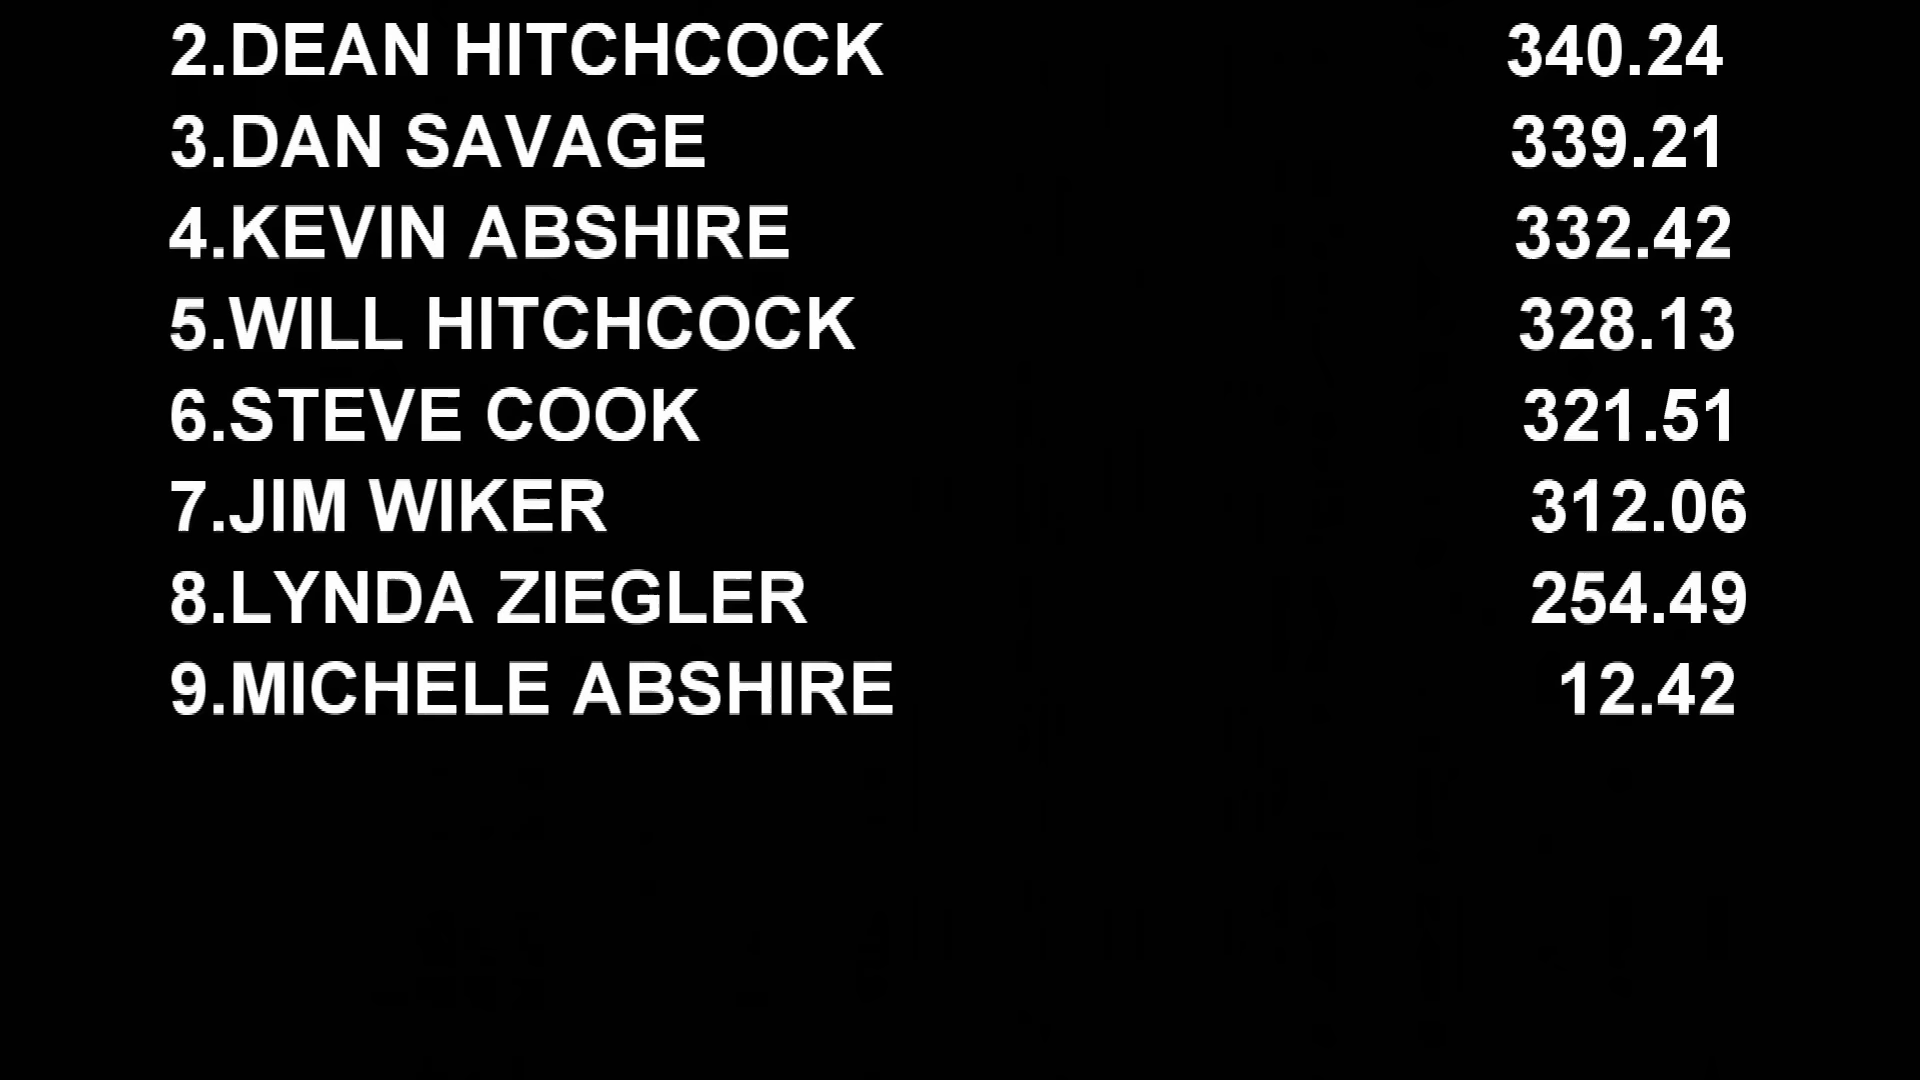 2.DEAN HITCHCOCK 340.24
3.DAN SAVAGE 339.21
4.KEVIN ABSHIRE 332.42
5.WILL HITCHCOCK 328.13
6.STEVE COOK 321.51
7.JIM WIKER 312.06
8.LYNDA ZIEGLER 254.49
9.MICHELE ABSHIRE 12.42